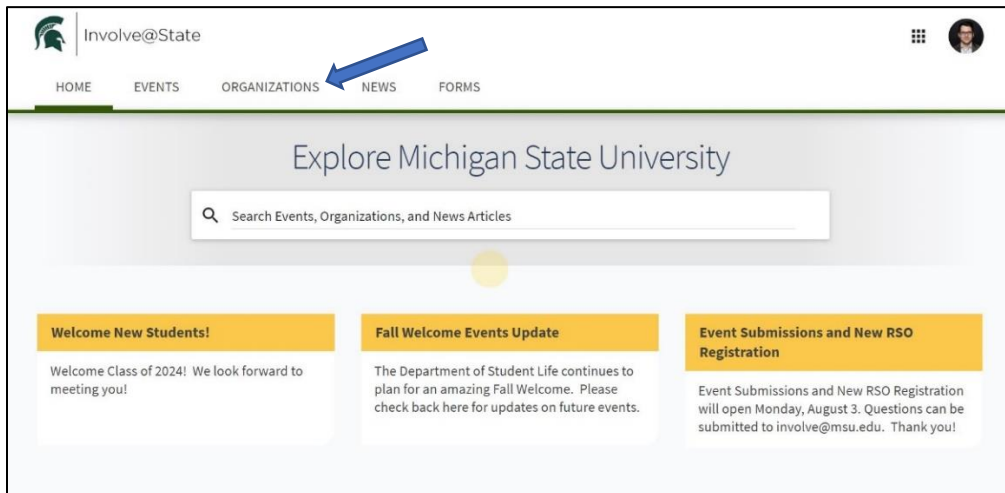 Involve@State
HOME EVENTS ORGANIZATIONS NEWS FORMS
Explore Michigan State University
Search Events, Organizations, and News Articles
Welcome New Students!
Welcome Class of 2024! We look forward to
meeting you!
Fall Welcome Events Update
The Department of Student Life continues to
plan for an amazing Fall Welcome. Please
check back here for updates on future events.
Event Submissions and New RSO
Registration
Event Submissions and New RSO Registration
will open Monday, August 3. Questions can be
submitted to involve@msu.edu. Thank you!